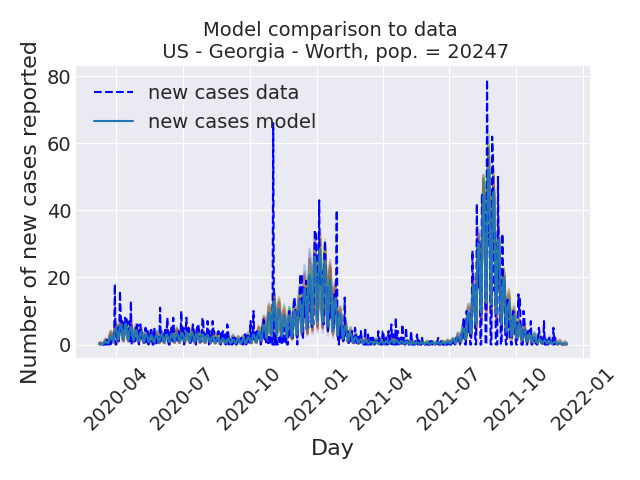 Model comparison to data
US - Georgia - Worth, pop. = 20247
Number of new cases reported
80
60
40
20
0
new cases data
new cases model
2020-04
2020-07
2020-10
2021-01
2021-04
2021-07
2021-10
2022-01
Day